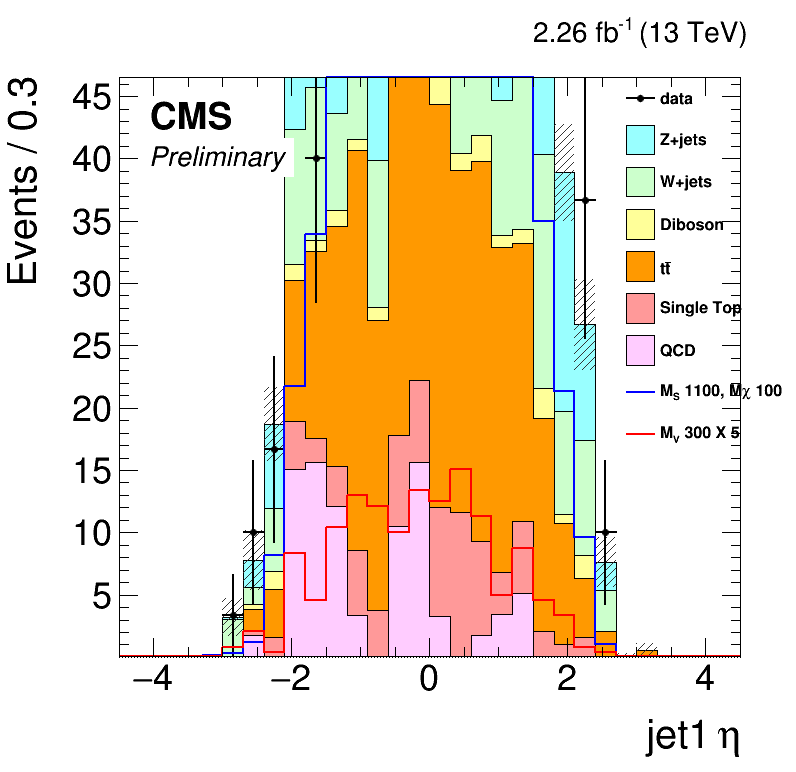 2.26 fb-1 (13 TeV)
Events / 0.3
CMS
Preliminary
data
Z+jets
W+jets
Diboson
tt̄
Single Top
QCD
MS 1100, Mχ 100
MV 300 X 5
45
40
35
30
25
20
15
10
5
−4 −2 0 2 4
jet1 η